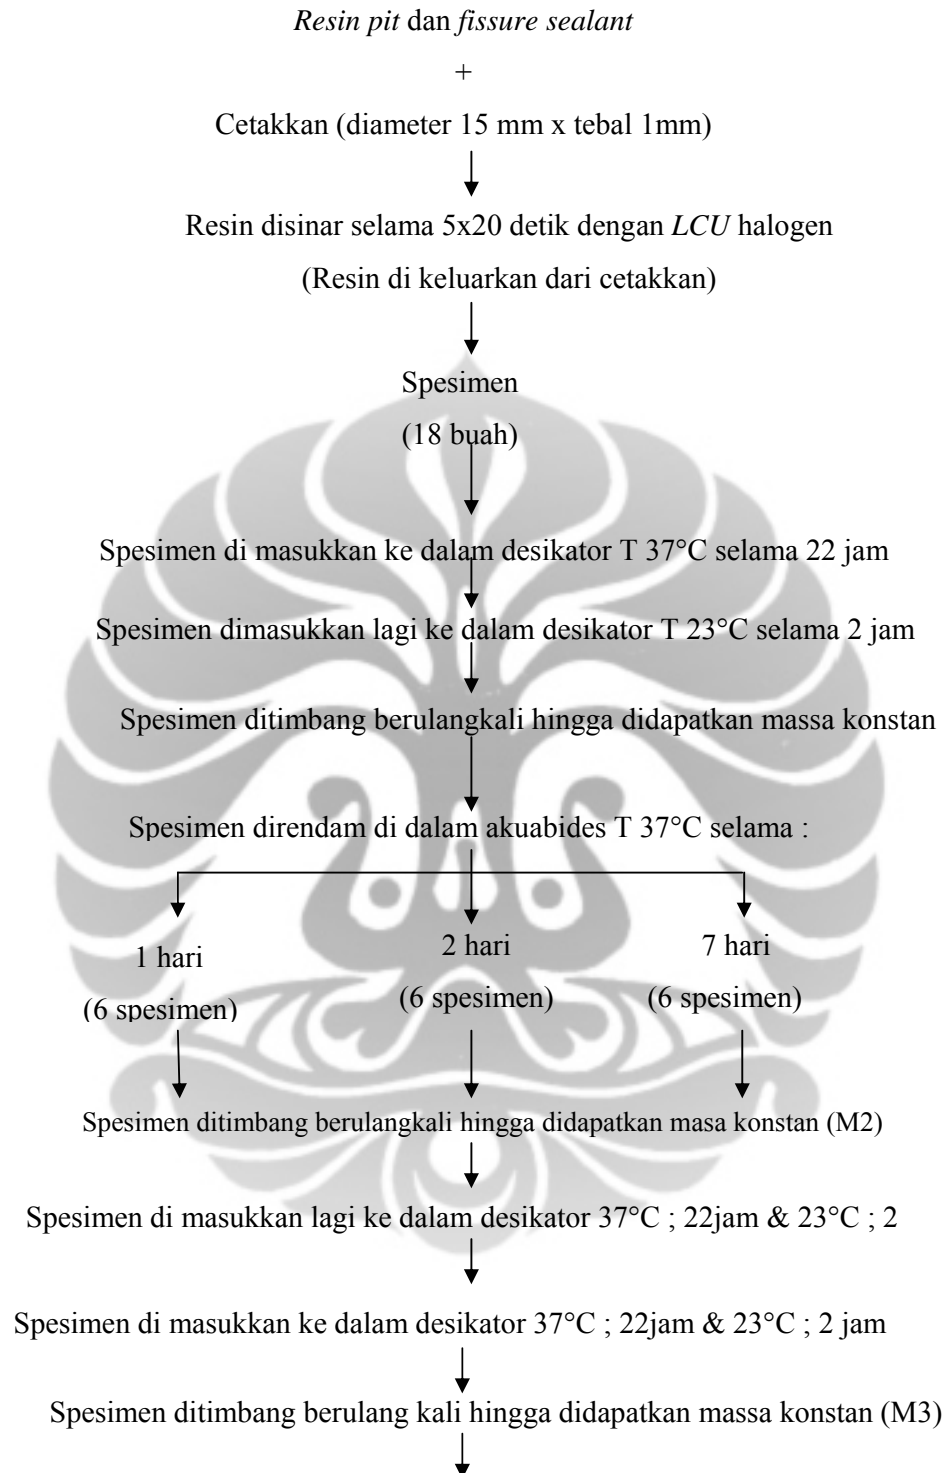 Resin pit dan fissure sealant
+
Cetakkan (diameter 15 mm x tebal 1mm)
Resin disinar selama 5x20 detik dengan LCU halogen
(Resin di keluarkan dari cetakkan)
Spesimen
(18 buah)
Spesimen di masukkan ke dalam desikator T 37°C selama 22 jam
Spesimen dimasukkan lagi ke dalam desikator T 23°C selama 2 jam
Spesimen ditimbang berulangkali hingga didapatkan massa konstan
Spesimen direndam di dalam akuabides T 37°C selama :
1 hari
(6 spesimen)
2 hari
(6 spesimen)
7 hari
(6 spesimen)
Spesimen ditimbang berulangkali hingga didapatkan masa konstan (M2)
Spesimen di masukkan lagi ke dalam desikator 37°C ; 22jam & 23°C ; 2
Spesimen di masukkan ke dalam desikator 37°C ; 22jam & 23°C ; 2 jam
Spesimen ditimbang berulang kali hingga didapatkan massa konstan (M3)